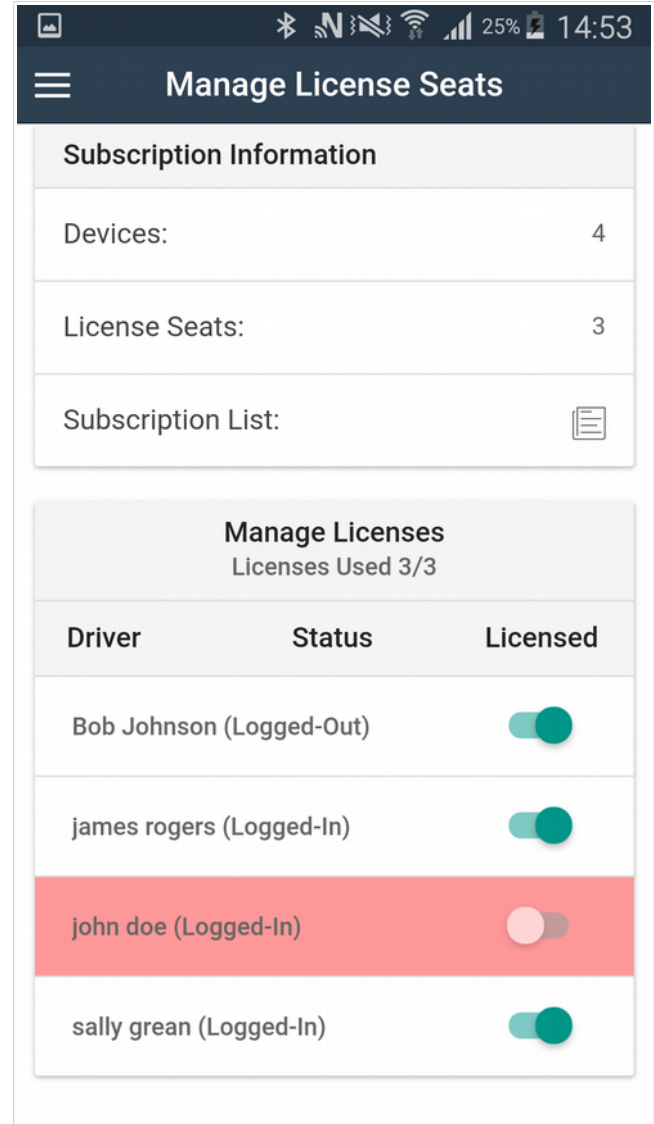 25% 14:53
Manage License Seats
Subscription Information
Devices: 4
License Seats: 3
Subscription List:
Manage Licenses
Licenses Used 3/3
Driver Status Licensed
Bob Johnson (Logged-Out)
james rogers (Logged-In)
john doe (Logged-In)
sally grean (Logged-In)